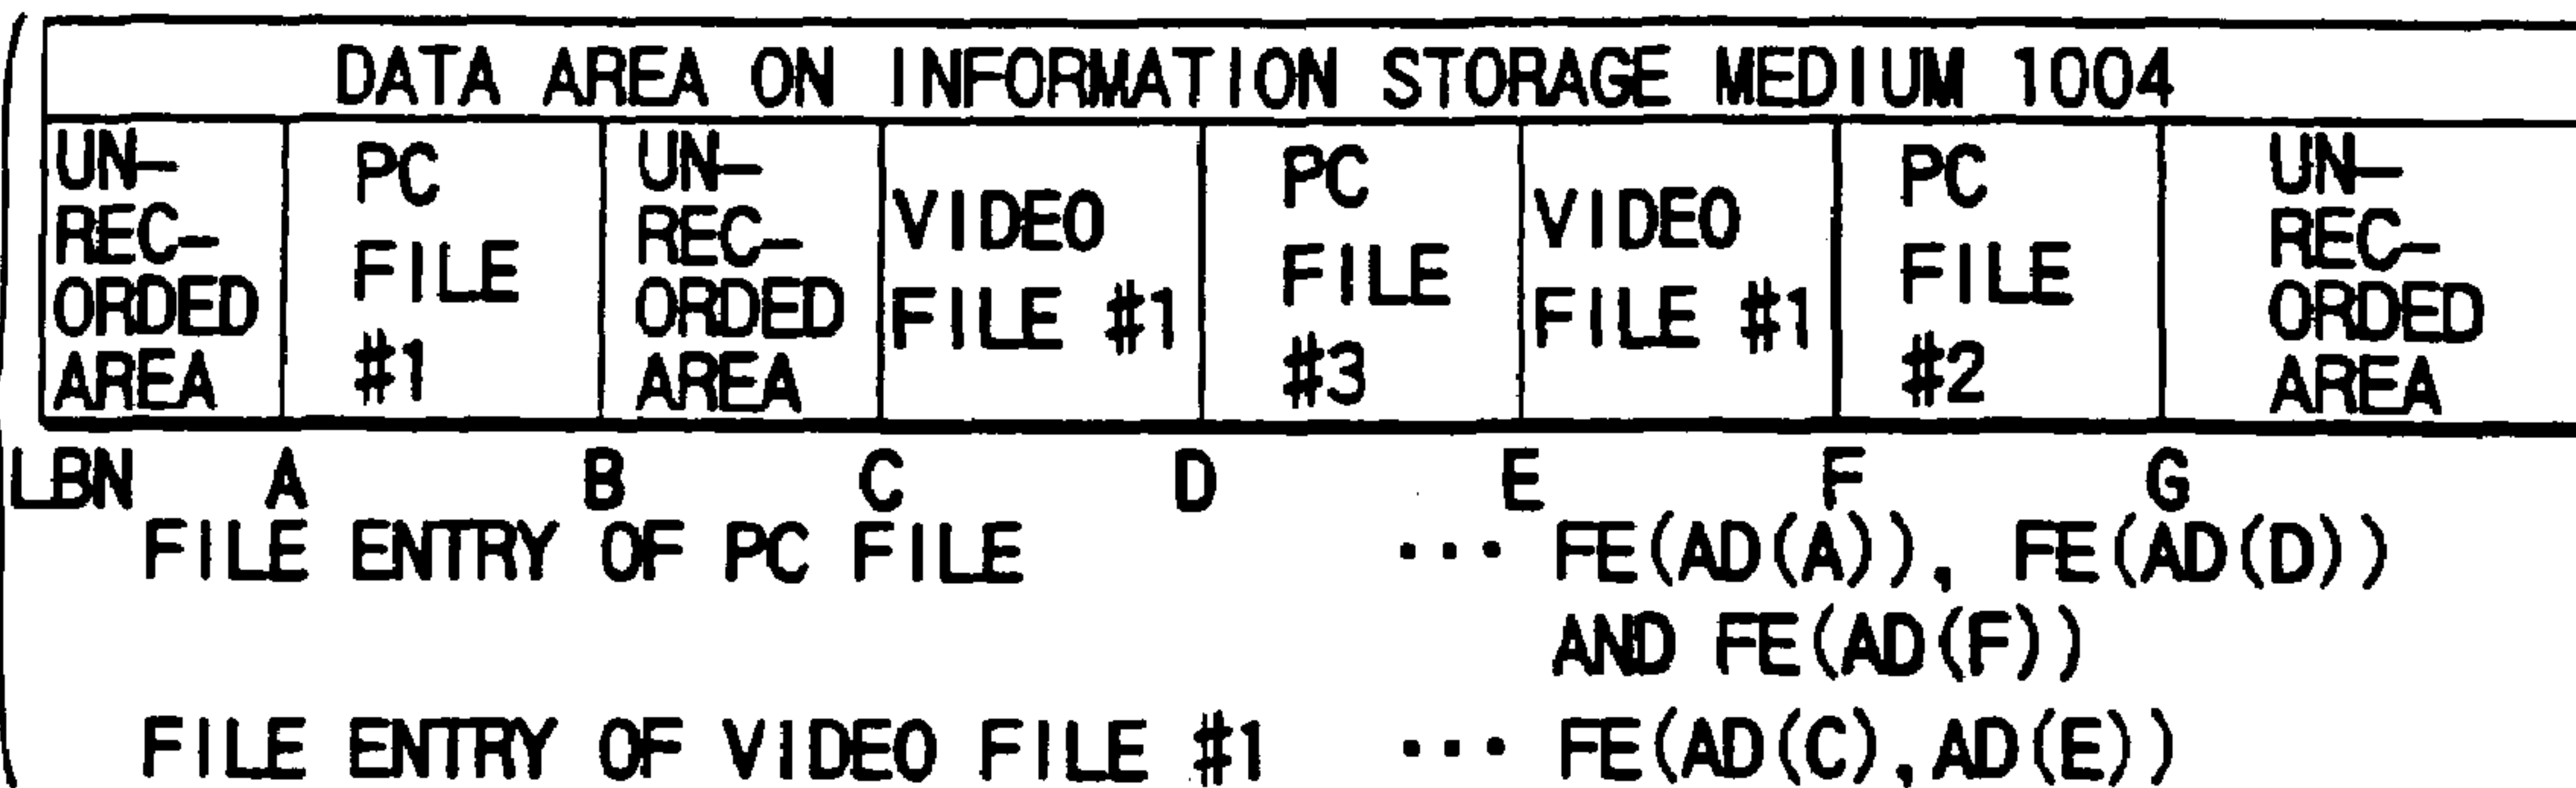 DATA AREA ON INFORMATION STORAGE MEDIUM 1004
UN-
REC-
ORDED
AREA
PC
FILE
#1
UN-
REC-
ORDED
AREA
VIDEO
FILE #1
PC
FILE
#3
VIDEO
FILE #1
PC
FILE
#2
UN-
REC-
ORDED
AREA
LBN A B C D E F G
FILE ENTRY OF PC FILE ··· FE(AD(A)), FE(AD(D))
AND FE(AD(F))
FILE ENTRY OF VIDEO FILE #1 ··· FE(AD(C),AD(E))